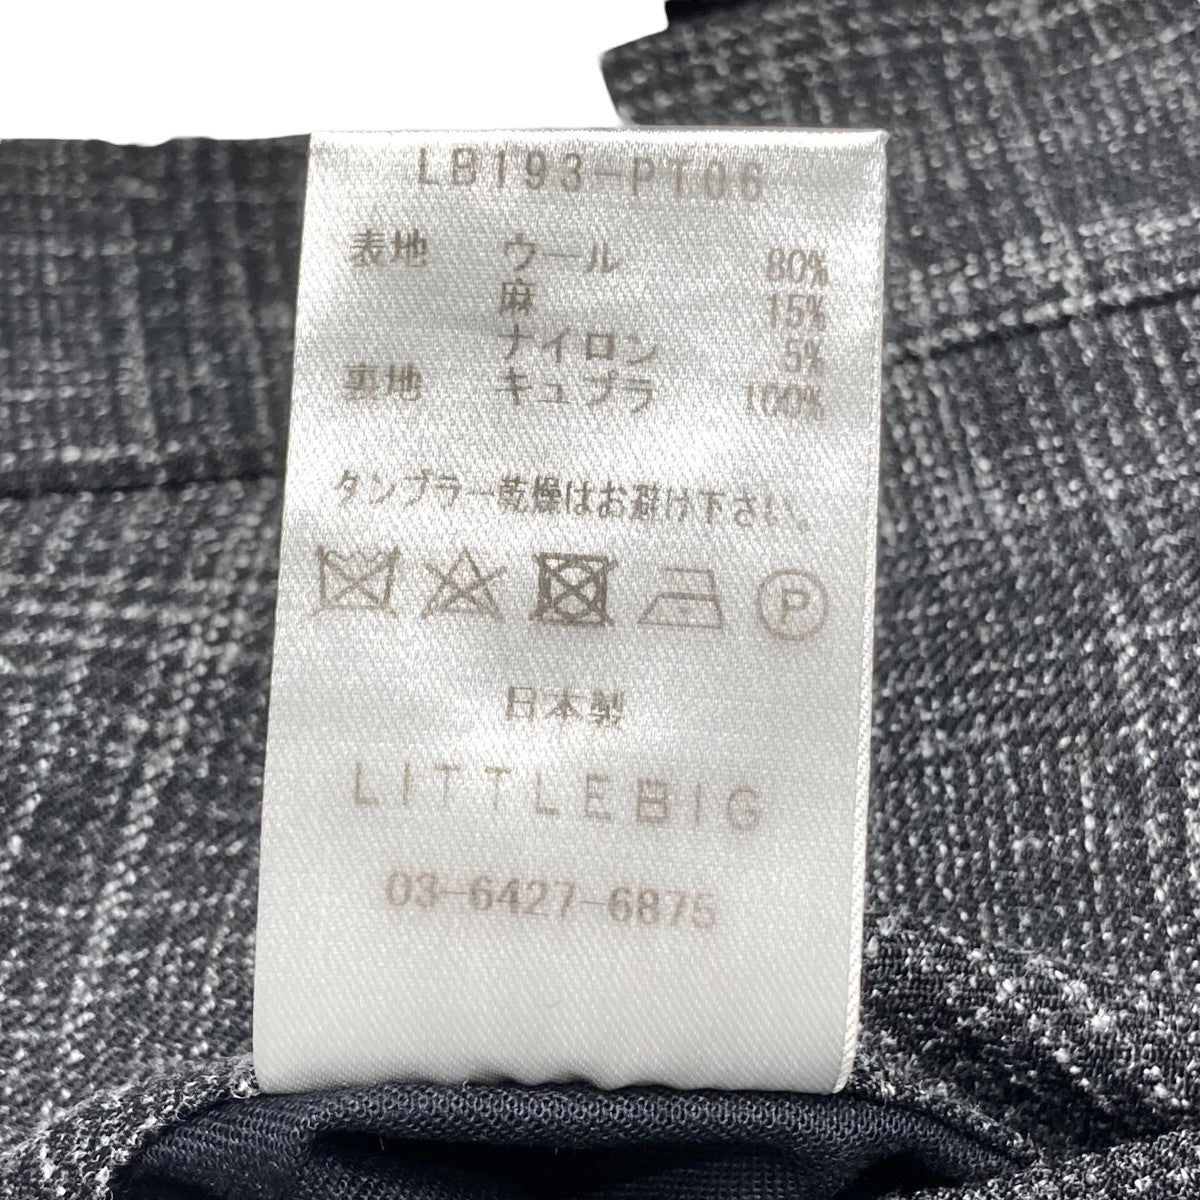 LB193-PT06
表地 ウール 80%
麻 15%
ナイロン 5%
裏地 キュプラ 100%
タンブラー乾燥はお避け下さい。
P
日本製
LITTLEBIG
03-6427-6875